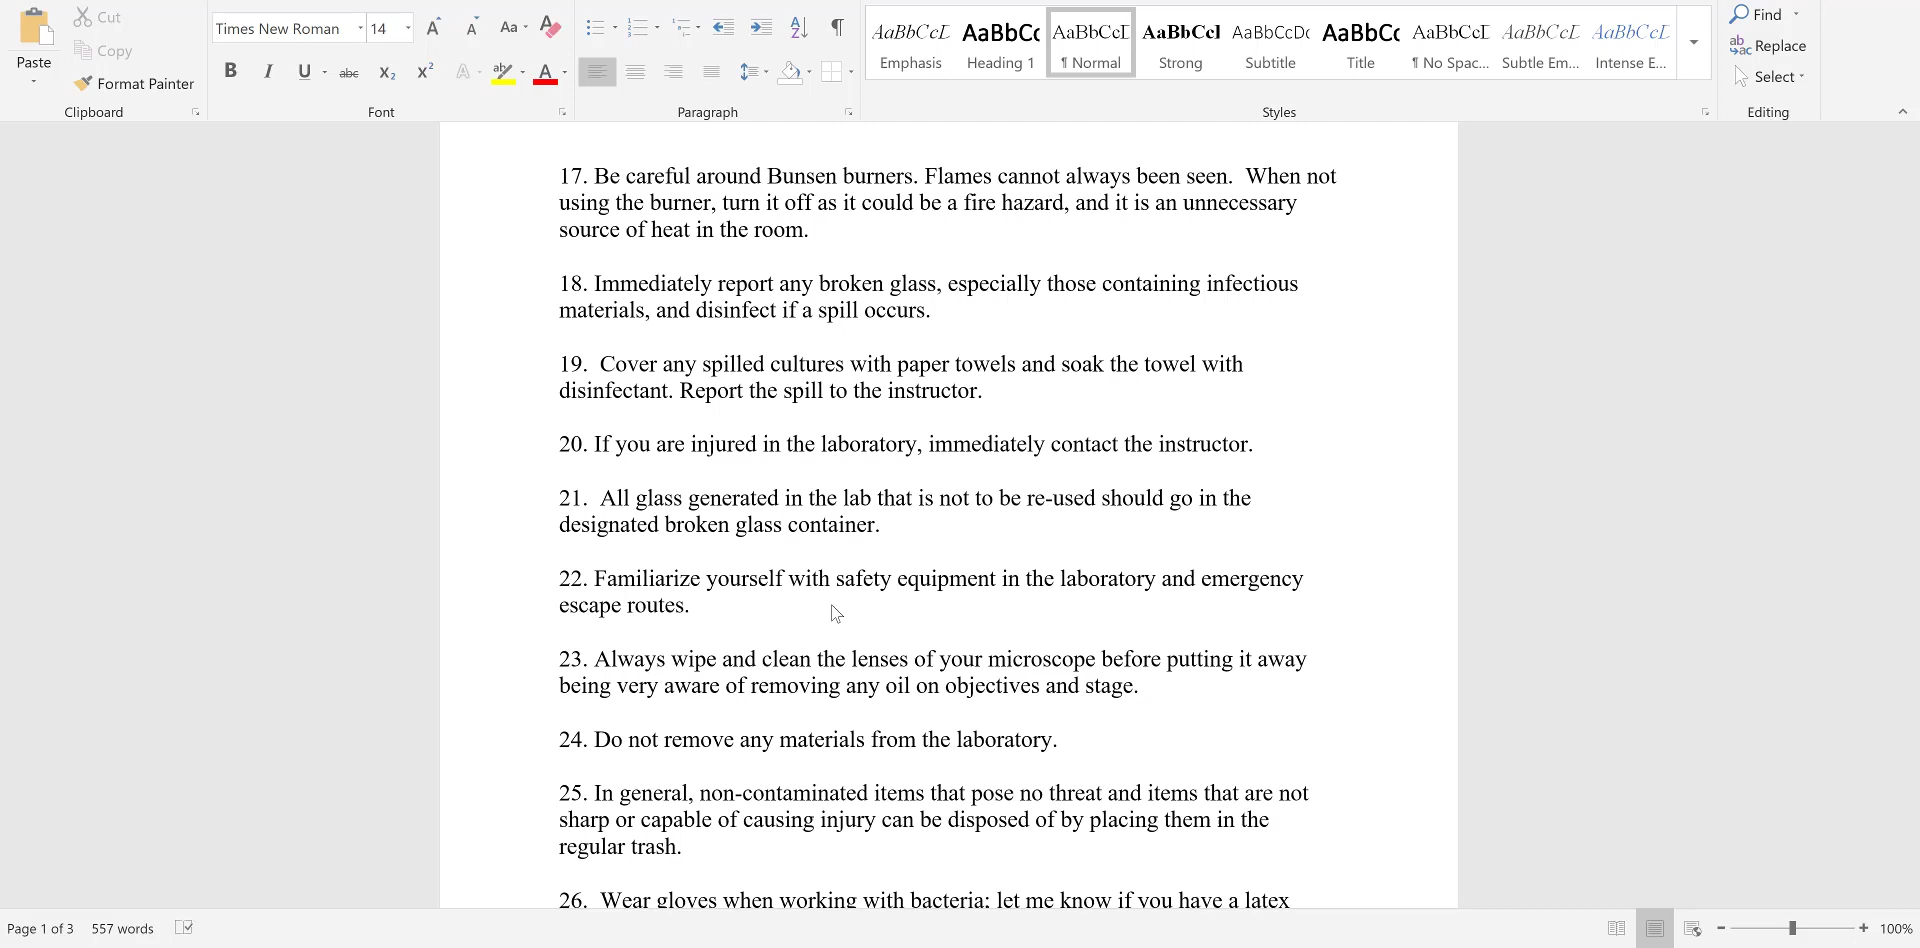 Paste
Cut
Copy
Format Painter
Clipboard
Times New Roman 14
Aa
B I U abc X₂ X² A ab A
Font
A
Z
¶
Paragraph
AaBbCcL AaBbCc AaBbCcD AaBbCcl AaBbCcDc AaBbCc AaBbCcL AaBbCcL AaBbCcL
Emphasis Heading 1 ¶ Normal Strong Subtitle Title ¶ No Spac... Subtle Em... Intense E...
Styles
Find
Replace
Select
Editing
17. Be careful around Bunsen burners. Flames cannot always been seen.  When not
using the burner, turn it off as it could be a fire hazard, and it is an unnecessary
source of heat in the room.
18. Immediately report any broken glass, especially those containing infectious
materials, and disinfect if a spill occurs.
19.  Cover any spilled cultures with paper towels and soak the towel with
disinfectant. Report the spill to the instructor.
20. If you are injured in the laboratory, immediately contact the instructor.
21.  All glass generated in the lab that is not to be re-used should go in the
designated broken glass container.
22. Familiarize yourself with safety equipment in the laboratory and emergency
escape routes.
23. Always wipe and clean the lenses of your microscope before putting it away
being very aware of removing any oil on objectives and stage.
24. Do not remove any materials from the laboratory.
25. In general, non-contaminated items that pose no threat and items that are not
sharp or capable of causing injury can be disposed of by placing them in the
regular trash.
26.  Wear gloves when working with bacteria; let me know if you have a latex
Page 1 of 3 557 words 100%